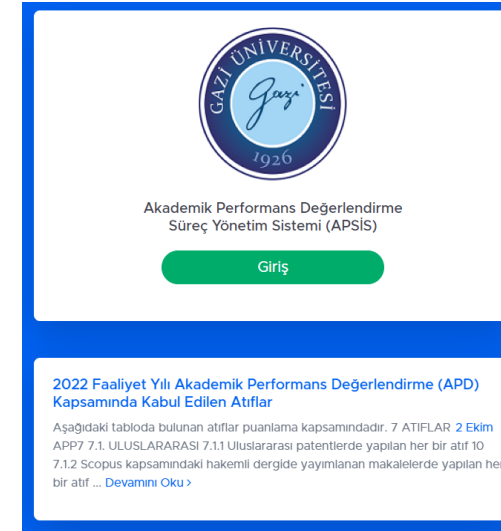 GAZİ ÜNİVERSİTESİ
Gazi
1926
Akademik Performans Değerlendirme
Süreç Yönetim Sistemi (APSİS)
Giriş
2022 Faaliyet Yılı Akademik Performans Değerlendirme (APD)
Kapsamında Kabul Edilen Atıflar
Aşağıdaki tabloda bulunan atıflar puanlama kapsamındadır. 7 ATIFLAR 2 Ekim
APP7 7.1. ULUSLARARASI 7.1.1 Uluslararası patentlerde yapılan her bir atıf 10
7.1.2 Scopus kapsamındaki hakemli dergide yayımlanan makalelerde yapılan her
bir atıf ... Devamını Oku >